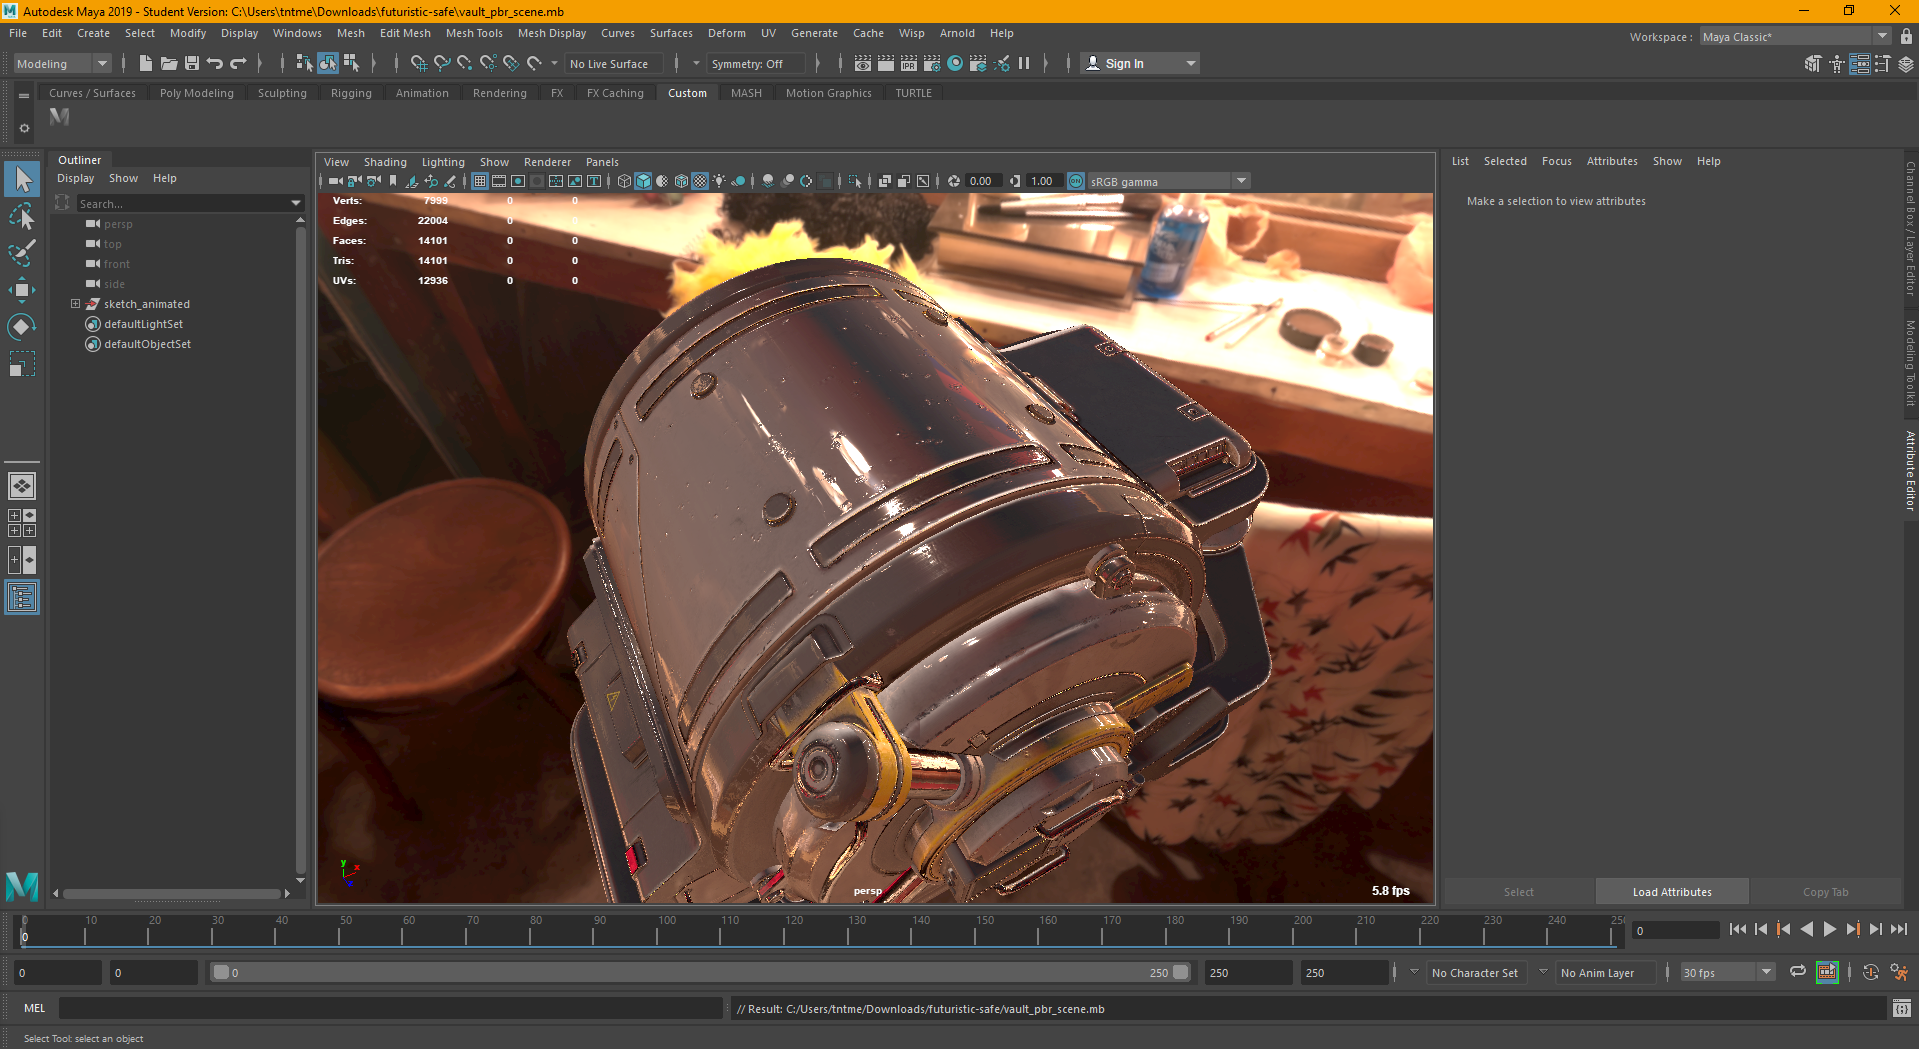 Autodesk Maya 2019 - Student Version: C:\Users\tntme\Downloads\futuristic-safe\vault_pbr_scene.mb
File Edit Create Select Modify Display Windows Mesh Edit Mesh Mesh Tools Mesh Display Curves Surfaces Deform UV Generate Cache Wisp Arnold Help
Workspace : Maya Classic*
Modeling
No Live Surface
Symmetry: Off
IPR
Sign In
Curves / Surfaces Poly Modeling Sculpting Rigging Animation Rendering FX FX Caching Custom MASH Motion Graphics TURTLE
Outliner
Display Show Help
Search...
persp
top
front
side
sketch_animated
defaultLightSet
defaultObjectSet
View Shading Lighting Show Renderer Panels
0.00
1.00
ON
sRGB gamma
Verts: 7999 0 0
Edges: 22004 0 0
Faces: 14101 0 0
Tris: 14101 0 0
UVs: 12936 0 0
y
x
persp
5.8 fps
List Selected Focus Attributes Show Help
Make a selection to view attributes
Channel Box / Layer Editor
Modeling Toolkit
Attribute Editor
Select
Load Attributes
Copy Tab
0 10 20 30 40 50 60 70 80 90 100 110 120 130 140 150 160 170 180 190 200 210 220 230 240 250
0
0
0
0
0
250
250
250
No Character Set
No Anim Layer
30 fps
MEL
// Result: C:/Users/tntme/Downloads/futuristic-safe/vault_pbr_scene.mb
Select Tool: select an object